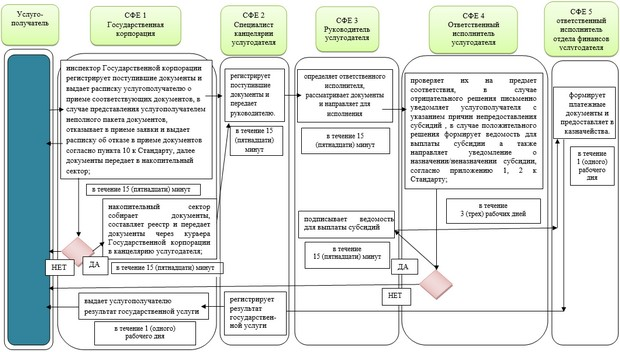 Услуго-
получатель
СФЕ 1
Государственная
корпорация
СФЕ 2
Специалист
канцелярии
услугодателя
СФЕ 3
Руководитель
услугодателя
СФЕ 4
Ответственный
исполнитель
услугодателя
СФЕ 5
ответственный
исполнитель
отдела финансов
услугодателя
инспектор Государственной корпорации
регистрирует поступившие документы и
выдает расписку услугополучателю о
приеме соответствующих документов, в
случае представления услугополучателем
неполного пакета документов,
отказывает в приеме заявки и выдает
расписку об отказе в приеме документов
согласно пункта 10 к Стандарту, далее
документы передает в накопительный
сектор;
в течение 15 (пятнадцати) минут
накопительный сектор
собирает документы,
составляет реестр и передает
документы через курьера
Государственной корпорации
в канцелярию услугодателя;
НЕТ
ДА
в течение 15 (пятнадцати) минут
выдает услугополучателю
результат государственной услуги
в течение 1 (одного)
рабочего дня
регистрирует
поступившие
документы и
передает
руководителю.
в течение 15
(пятнадцати)
минут
регистрирует
результат
государствен-
ной услуги
определяет ответственного
исполнителя,
рассматривает документы
и направляет для
исполнения
в течение 15
(пятнадцати) минут
подписывает ведомость
для выплаты субсидий
в течение
15 (пятнадцати) минут
проверяет их на предмет
соответствия, в случае
отрицательного решения письменно
уведомляет услугополучателя с
указанием причин непредоставления
субсидий , в случае положительного
решения формирует ведомость для
выплаты субсидии а также
направляет уведомление о
назначении/неназначении субсидии,
согласно приложению 1, 2 к
Стандарту;
в течение
3 (трех) рабочих дней
ДА
НЕТ
формирует
платежные
документы и
предоставляет в
казначейства.
в течение
1 (одного)
рабочего
дня